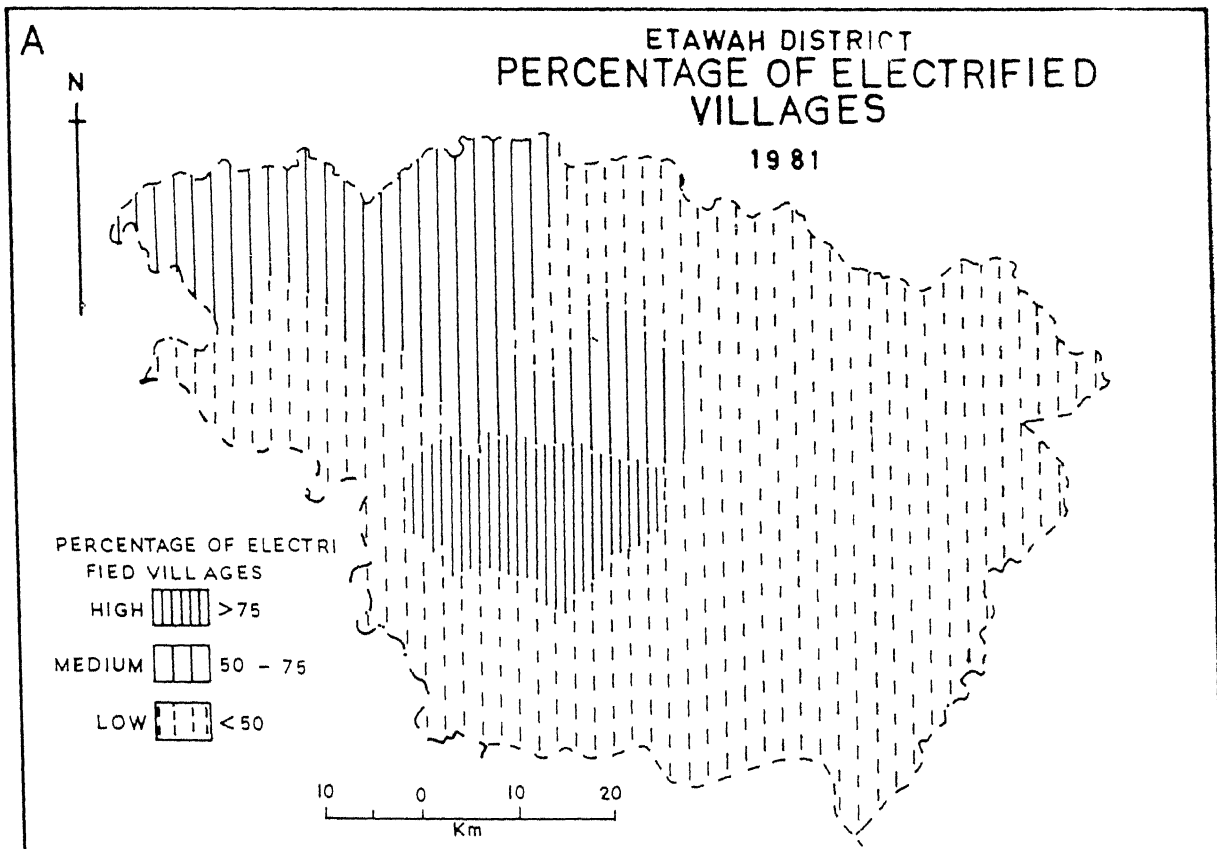 A
ETAWAH DISTRICT
PERCENTAGE OF ELECTRIFIED
VILLAGES
1981
N
PERCENTAGE OF ELECTRI
FIED VILLAGES
HIGH >75
MEDIUM 50 - 75
LOW <50
10 0 10 20
Km